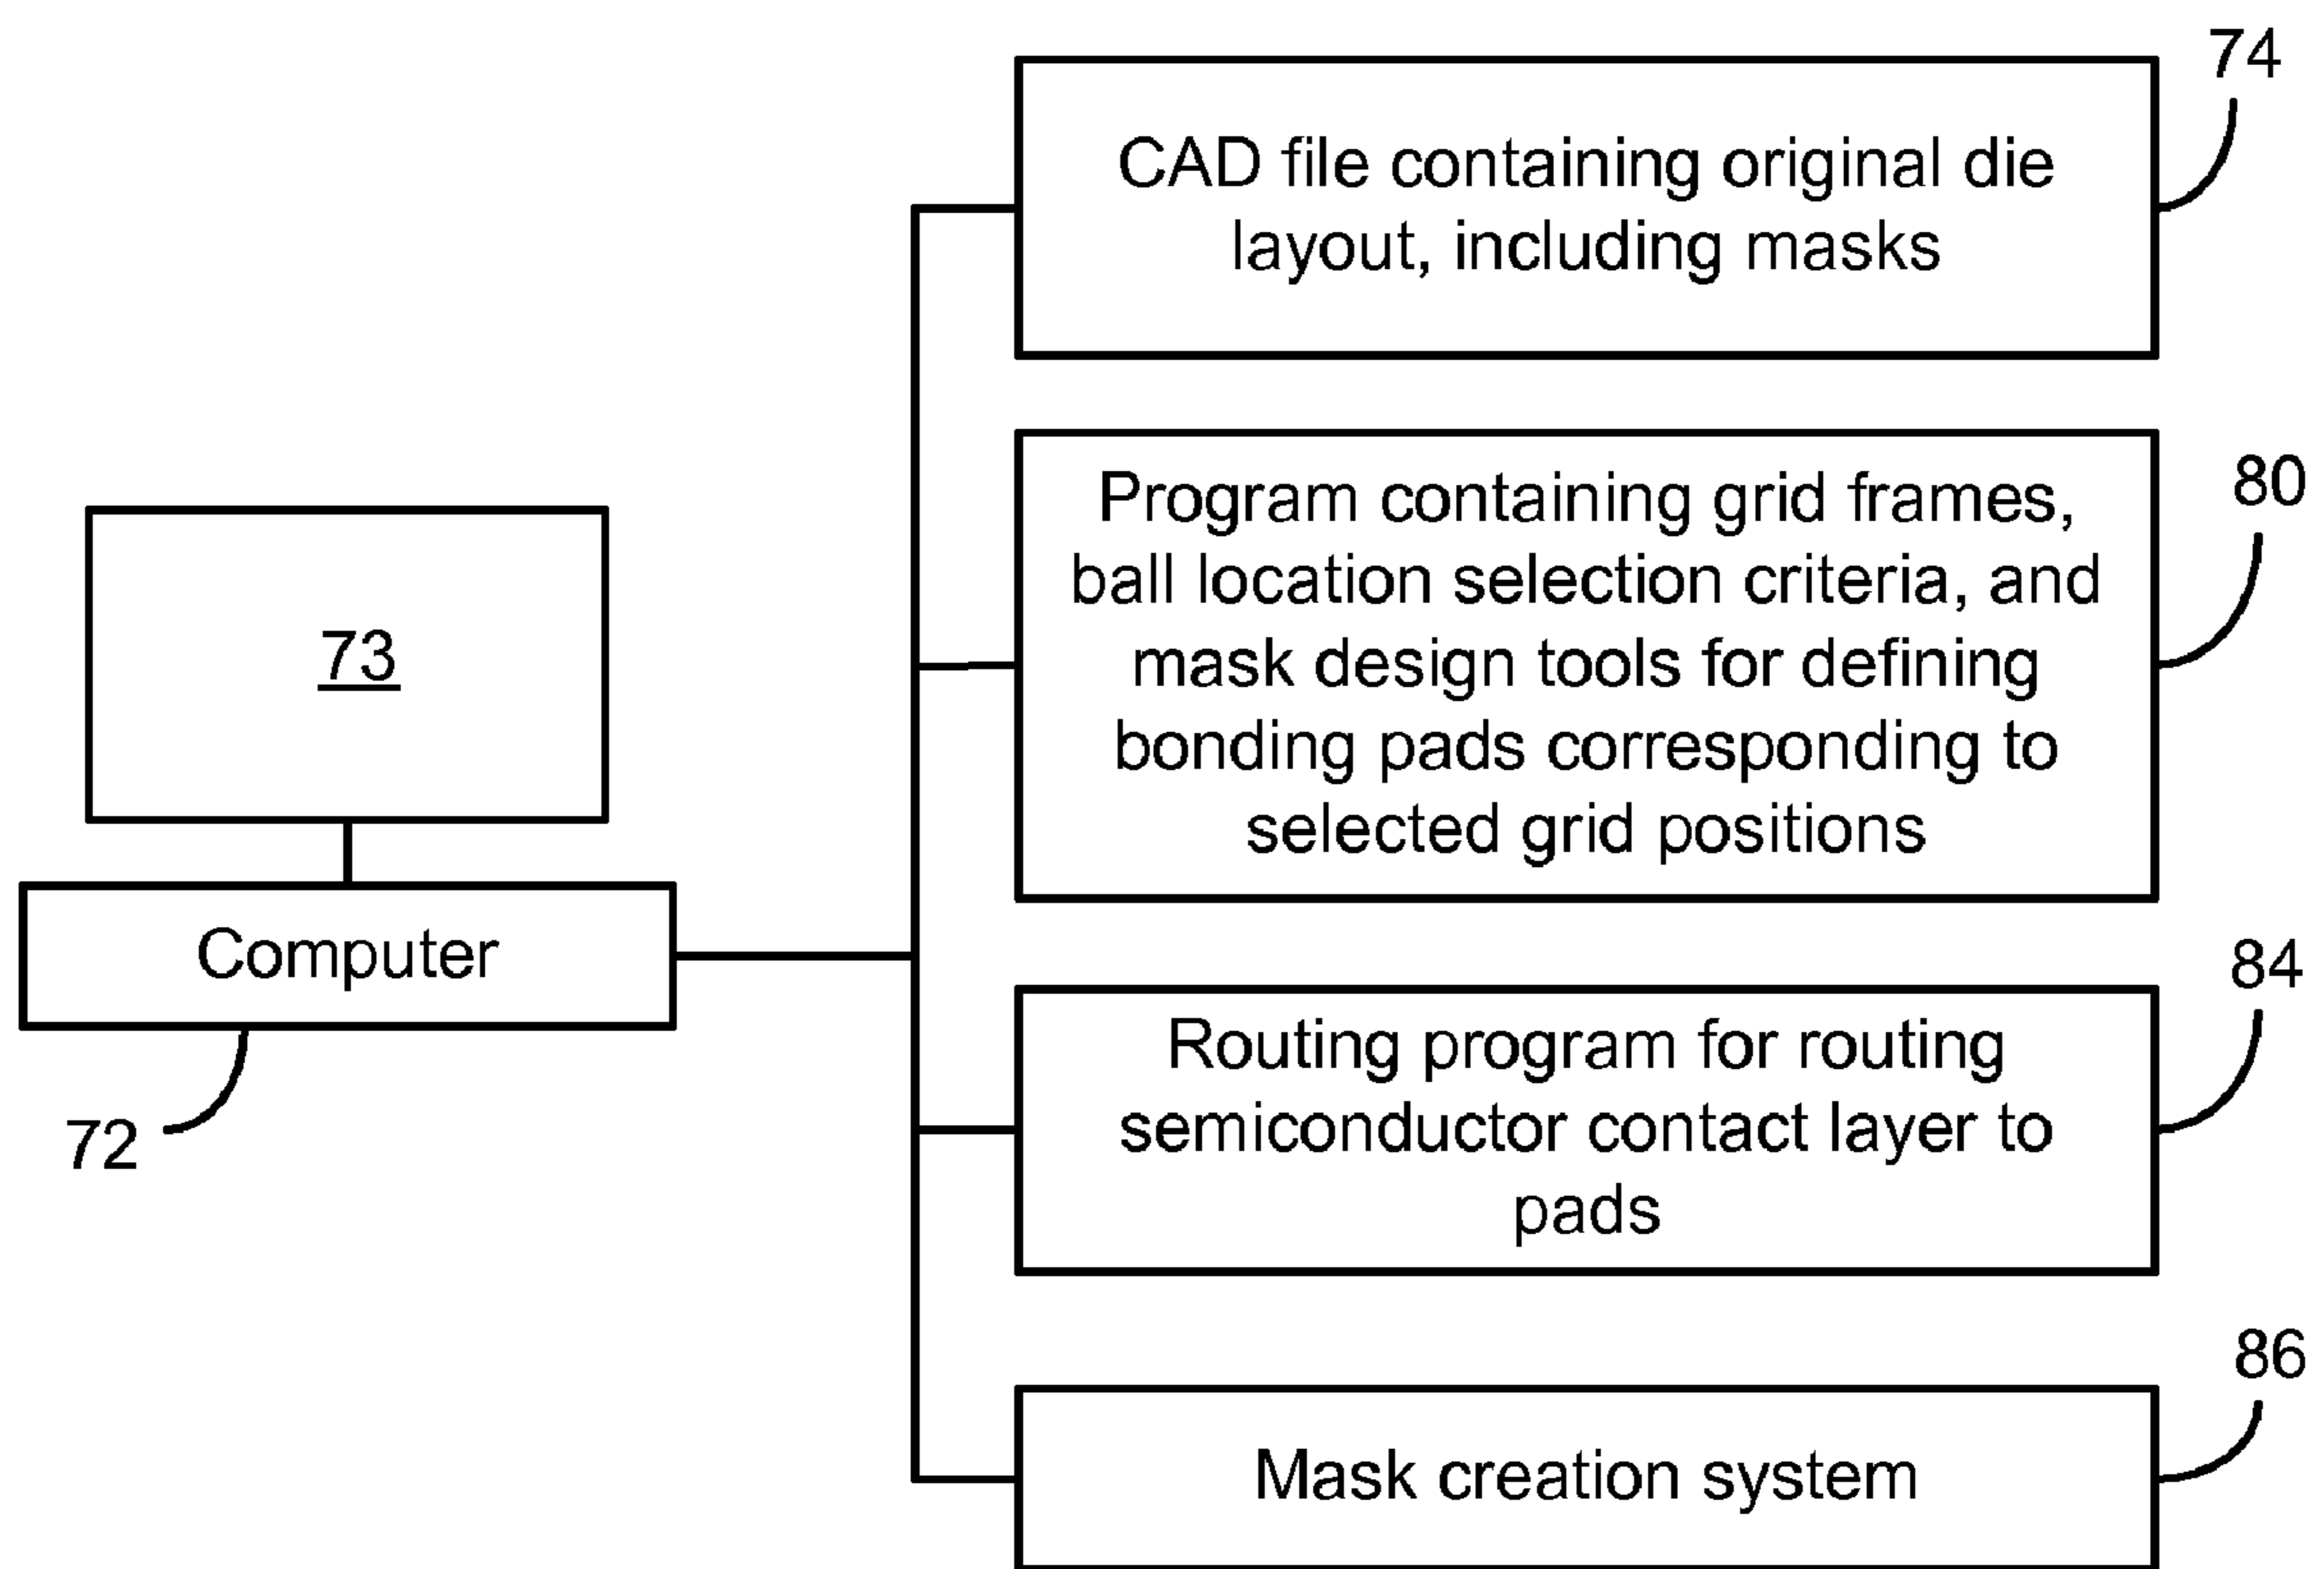 74
CAD file containing original die
layout, including masks
80
Program containing grid frames,
ball location selection criteria, and
mask design tools for defining
bonding pads corresponding to
selected grid positions
73
Computer
72
84
Routing program for routing
semiconductor contact layer to
pads
86
Mask creation system